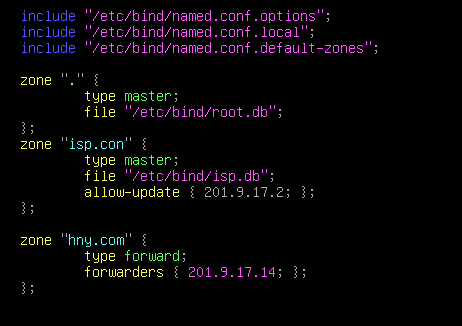 include "/etc/bind/named.conf.options";
include "/etc/bind/named.conf.local";
include "/etc/bind/named.conf.default-zones";
zone "." {
type master;
file "/etc/bind/root.db";
};
zone "isp.con" {
type master;
file "/etc/bind/isp.db";
allow-update { 201.9.17.2; };
};
zone "hny.com" {
type forward;
forwarders { 201.9.17.14; };
};